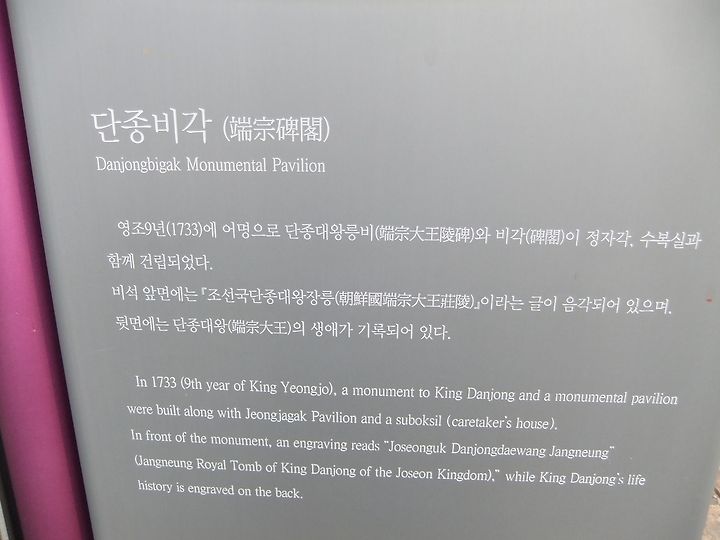 단종비각 (端宗碑閣)
Danjongbigak Monumental Pavilion
영조9년(1733)에 어명으로 단종대왕릉비(端宗大王陵碑)와 비각(碑閣)이 정자각, 수복실과
함께 건립되었다.
비석 앞면에는『조선국단종대왕장릉(朝鮮國端宗大王莊陵)』이라는 글이 음각되어 있으며.
뒷면에는 단종대왕(端宗大王)의 생애가 기록되어 있다.
In 1733 (9th year of King Yeongjo), a monument to King Danjong and a monumental pavilion
were built along with Jeongjagak Pavilion and a suboksil (caretaker's house).
In front of the monument, an engraving reads "Joseonguk Danjongdaewang Jangneung"
(Jangneung Royal Tomb of King Danjong of the Joseon Kingdom)," while King Danjong's life
history is engraved on the back.